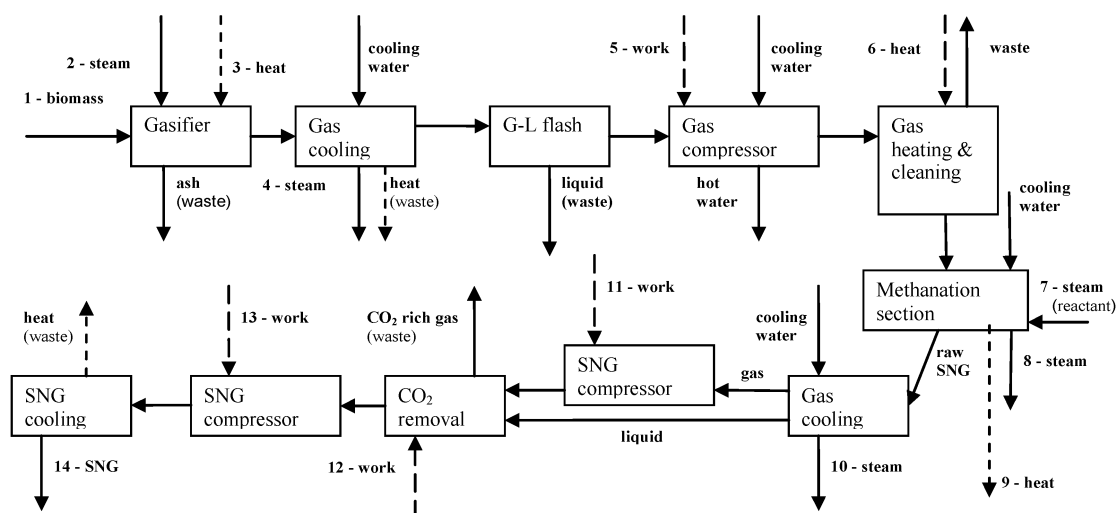 2 - steam
3 - heat
cooling
water
5 - work
cooling
water
6 - heat
waste
1 - biomass
Gasifier
Gas
cooling
G-L flash
Gas
compressor
Gas
heating &
cleaning
ash
(waste)
4 - steam
heat
(waste)
liquid
(waste)
hot
water
cooling
water
heat
(waste)
13 - work
CO₂ rich gas
(waste)
11 - work
cooling
water
Methanation
section
7 - steam
(reactant)
SNG
cooling
SNG
compressor
CO₂
removal
SNG
compressor
gas
Gas
cooling
raw
SNG
8 - steam
liquid
14 - SNG
12 - work
10 - steam
9 - heat